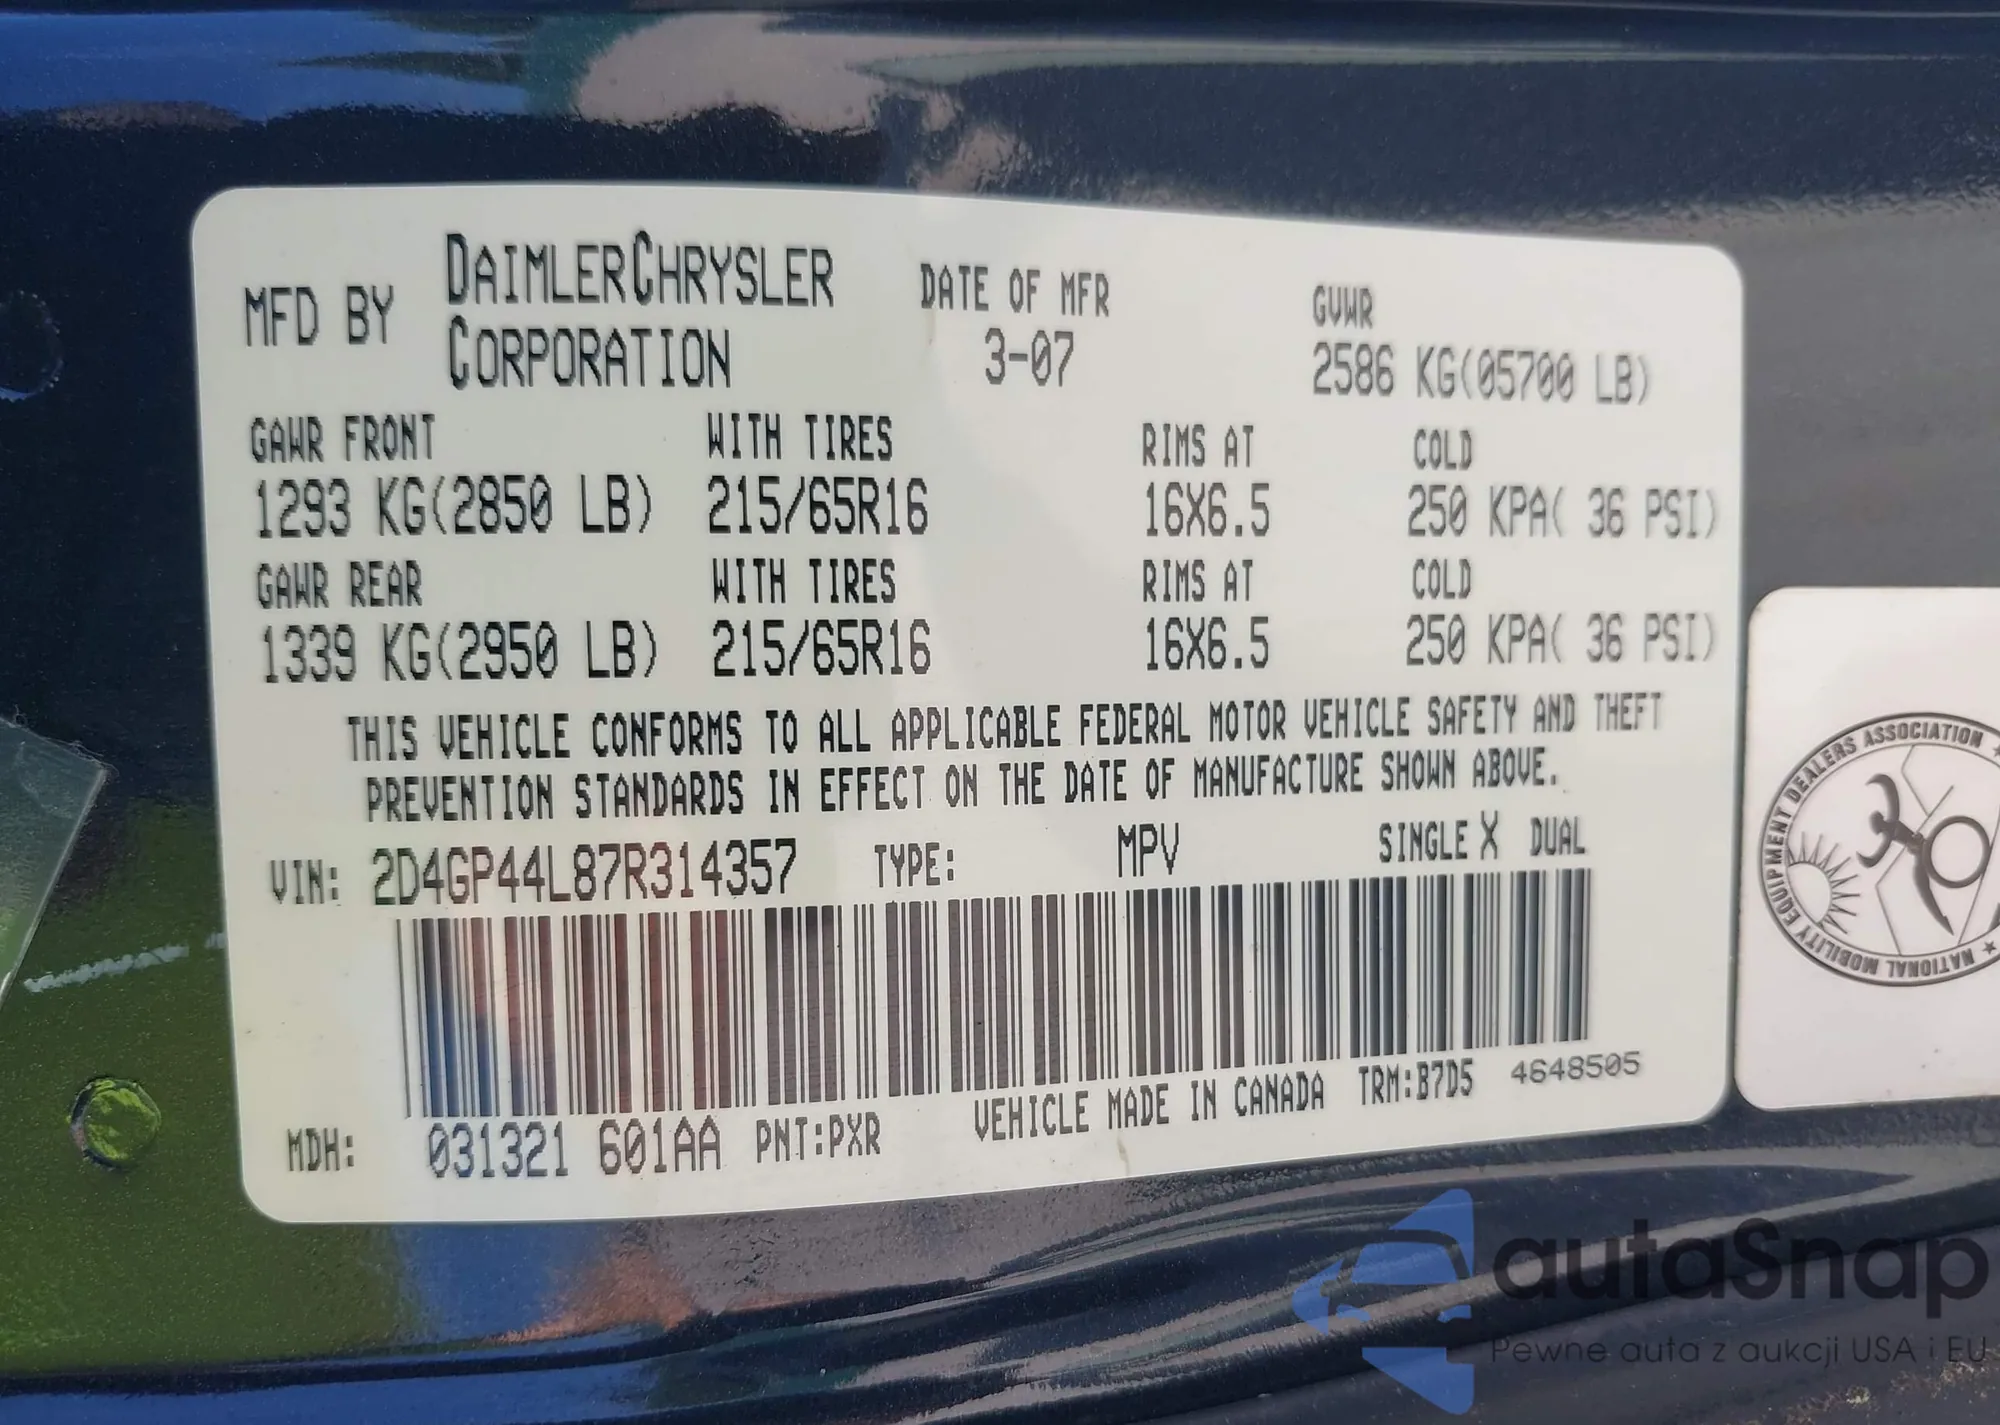 MFD BY DAIMLERCHRYSLER CORPORATION
DATE OF MFR
3-07
GVWR
2586 KG(05700 LB)
GAWR FRONT WITH TIRES RIMS AT COLD
1293 KG(2850 LB) 215/65R16 16X6.5 250 KPA( 36 PSI)
GAWR REAR WITH TIRES RIMS AT COLD
1339 KG(2950 LB) 215/65R16 16X6.5 250 KPA( 36 PSI)
THIS VEHICLE CONFORMS TO ALL APPLICABLE FEDERAL MOTOR VEHICLE SAFETY AND THEFT
PREVENTION STANDARDS IN EFFECT ON THE DATE OF MANUFACTURE SHOWN ABOVE.
VIN: 2D4GP44L87R314357 TYPE: MPV SINGLE X DUAL
MDH: 031321 601AA PNT:PXR VEHICLE MADE IN CANADA TRM:B7D5 4648505
NATIONAL MOBILITY EQUIPMENT DEALERS ASSOCIATION
autaSnap
Pewne auta z aukcji USA i EU